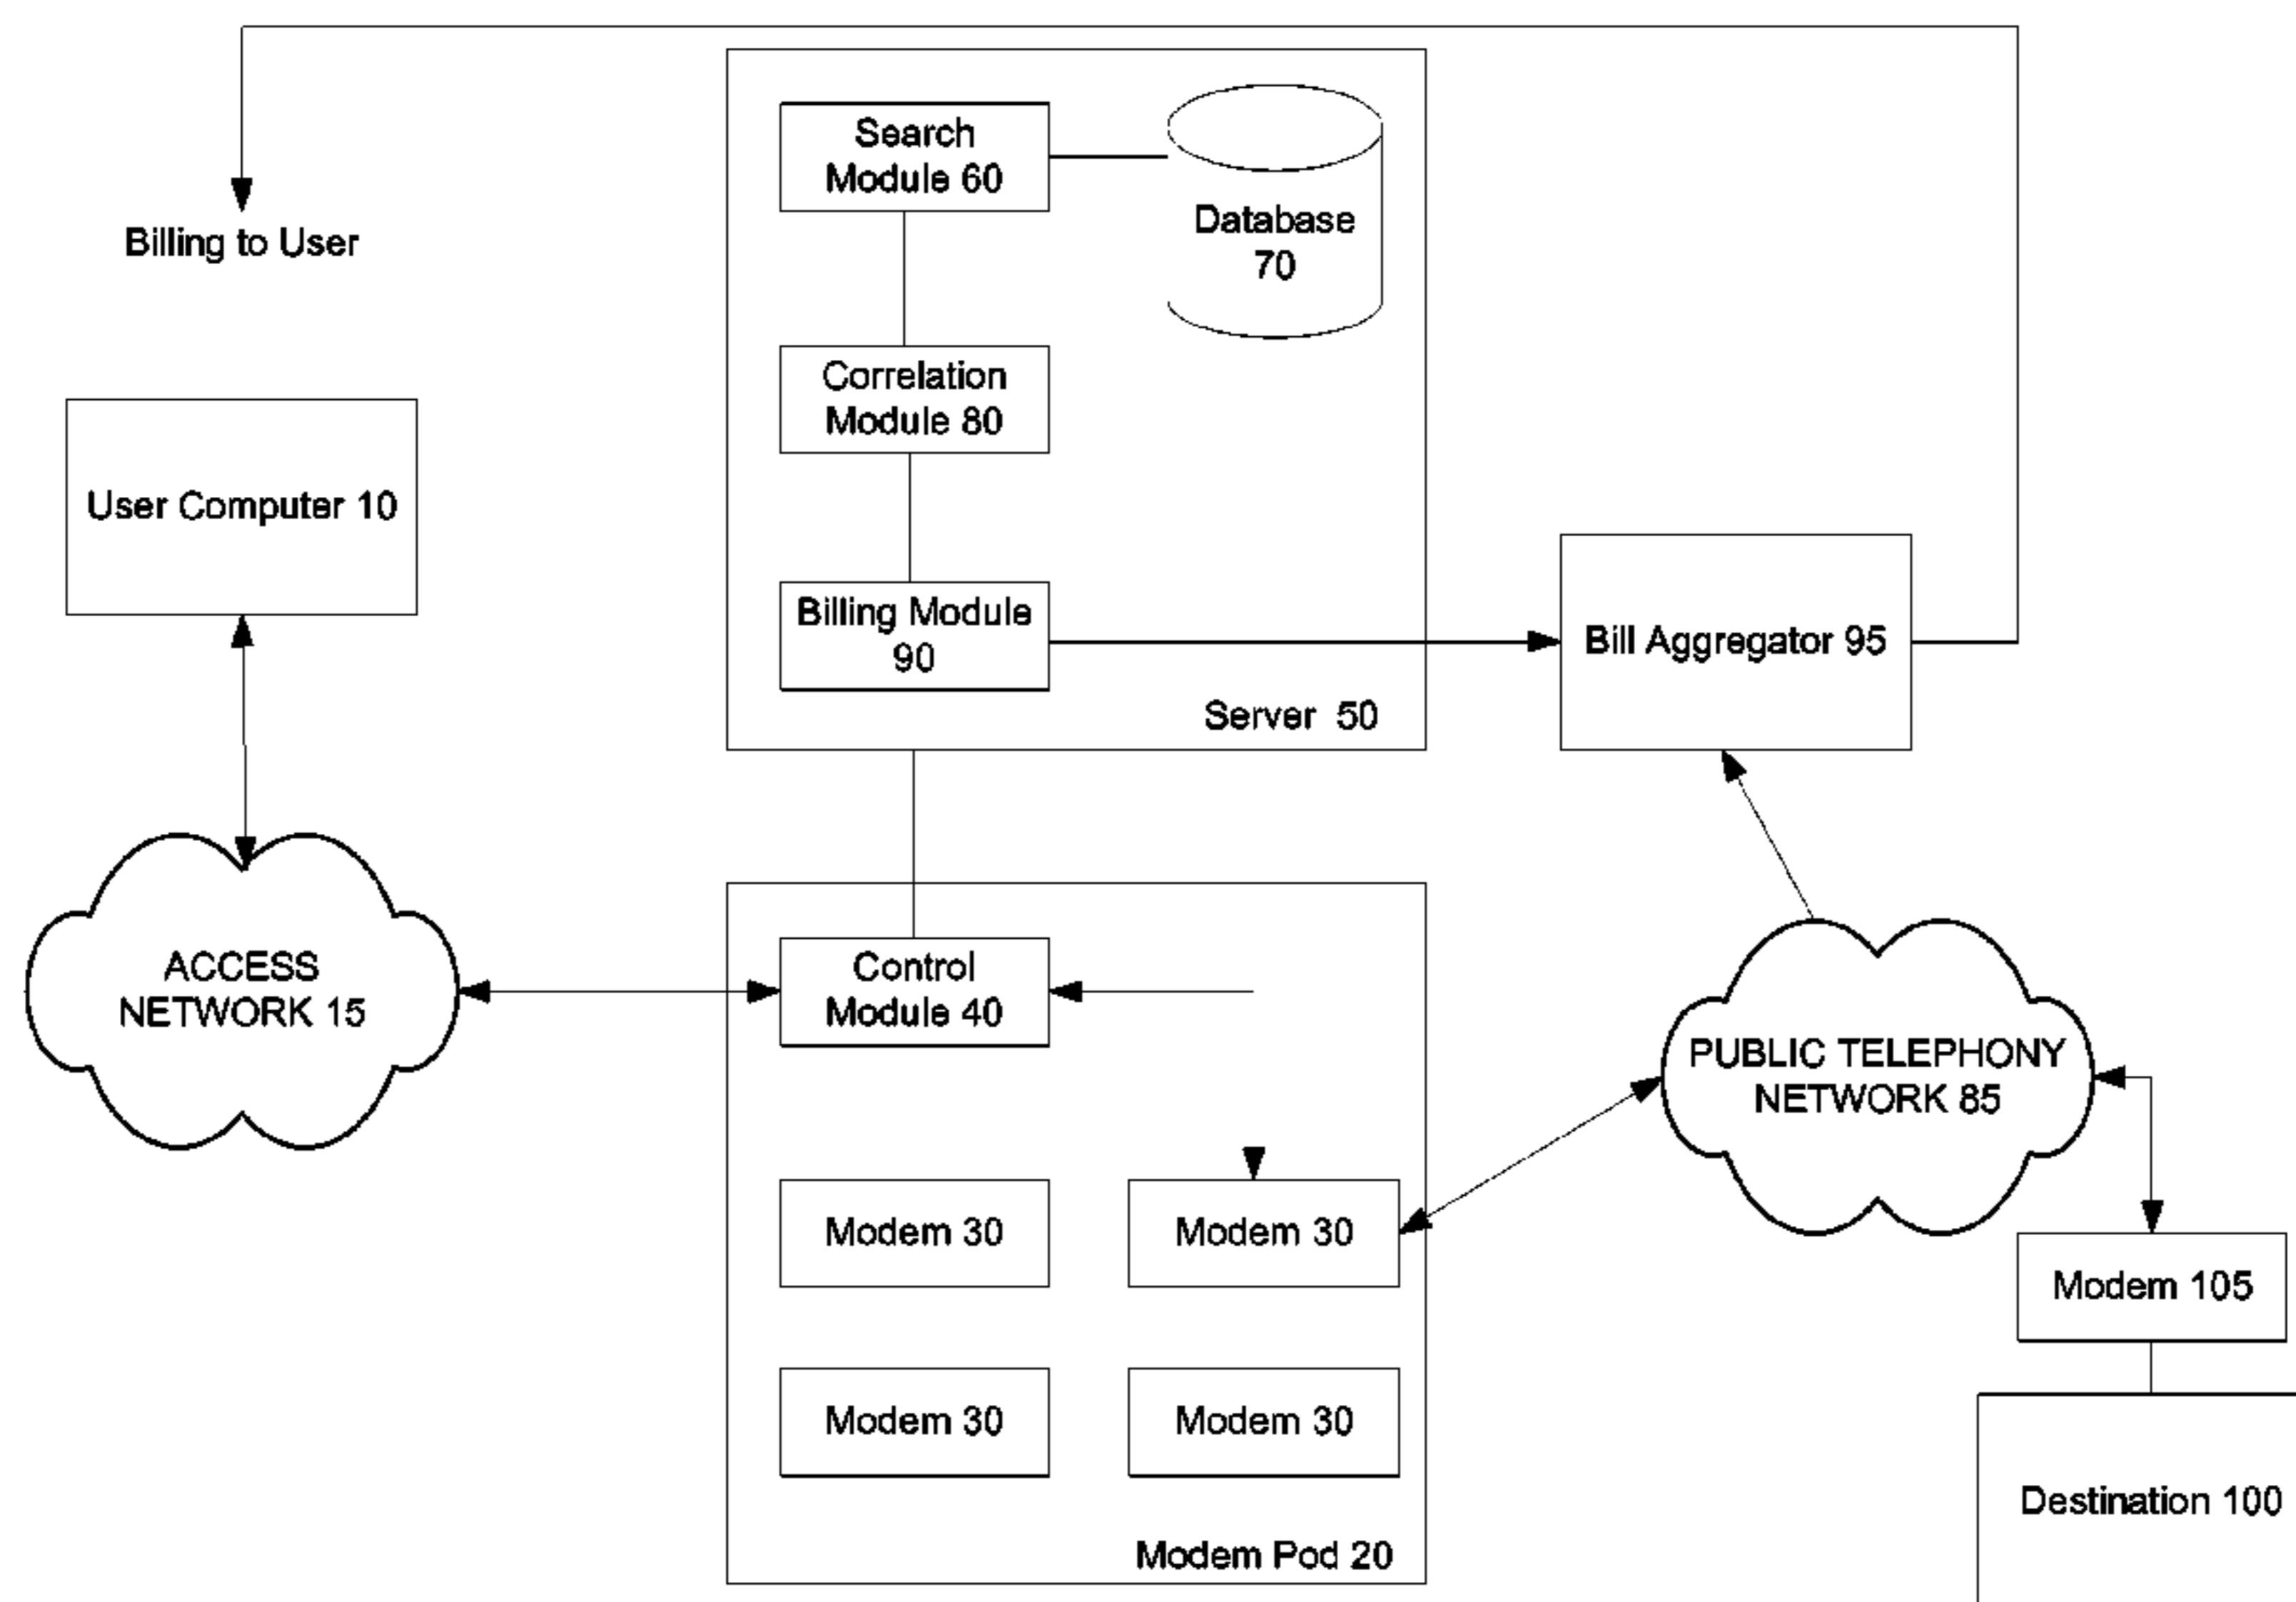 Search
Module 60
Database
70
Billing to User
Correlation
Module 80
User Computer 10
Billing Module
90
Bill Aggregator 95
Server 50
ACCESS
NETWORK 15
Control
Module 40
PUBLIC TELEPHONY
NETWORK 85
Modem 30
Modem 30
Modem 105
Modem 30
Modem 30
Destination 100
Modem Pod 20